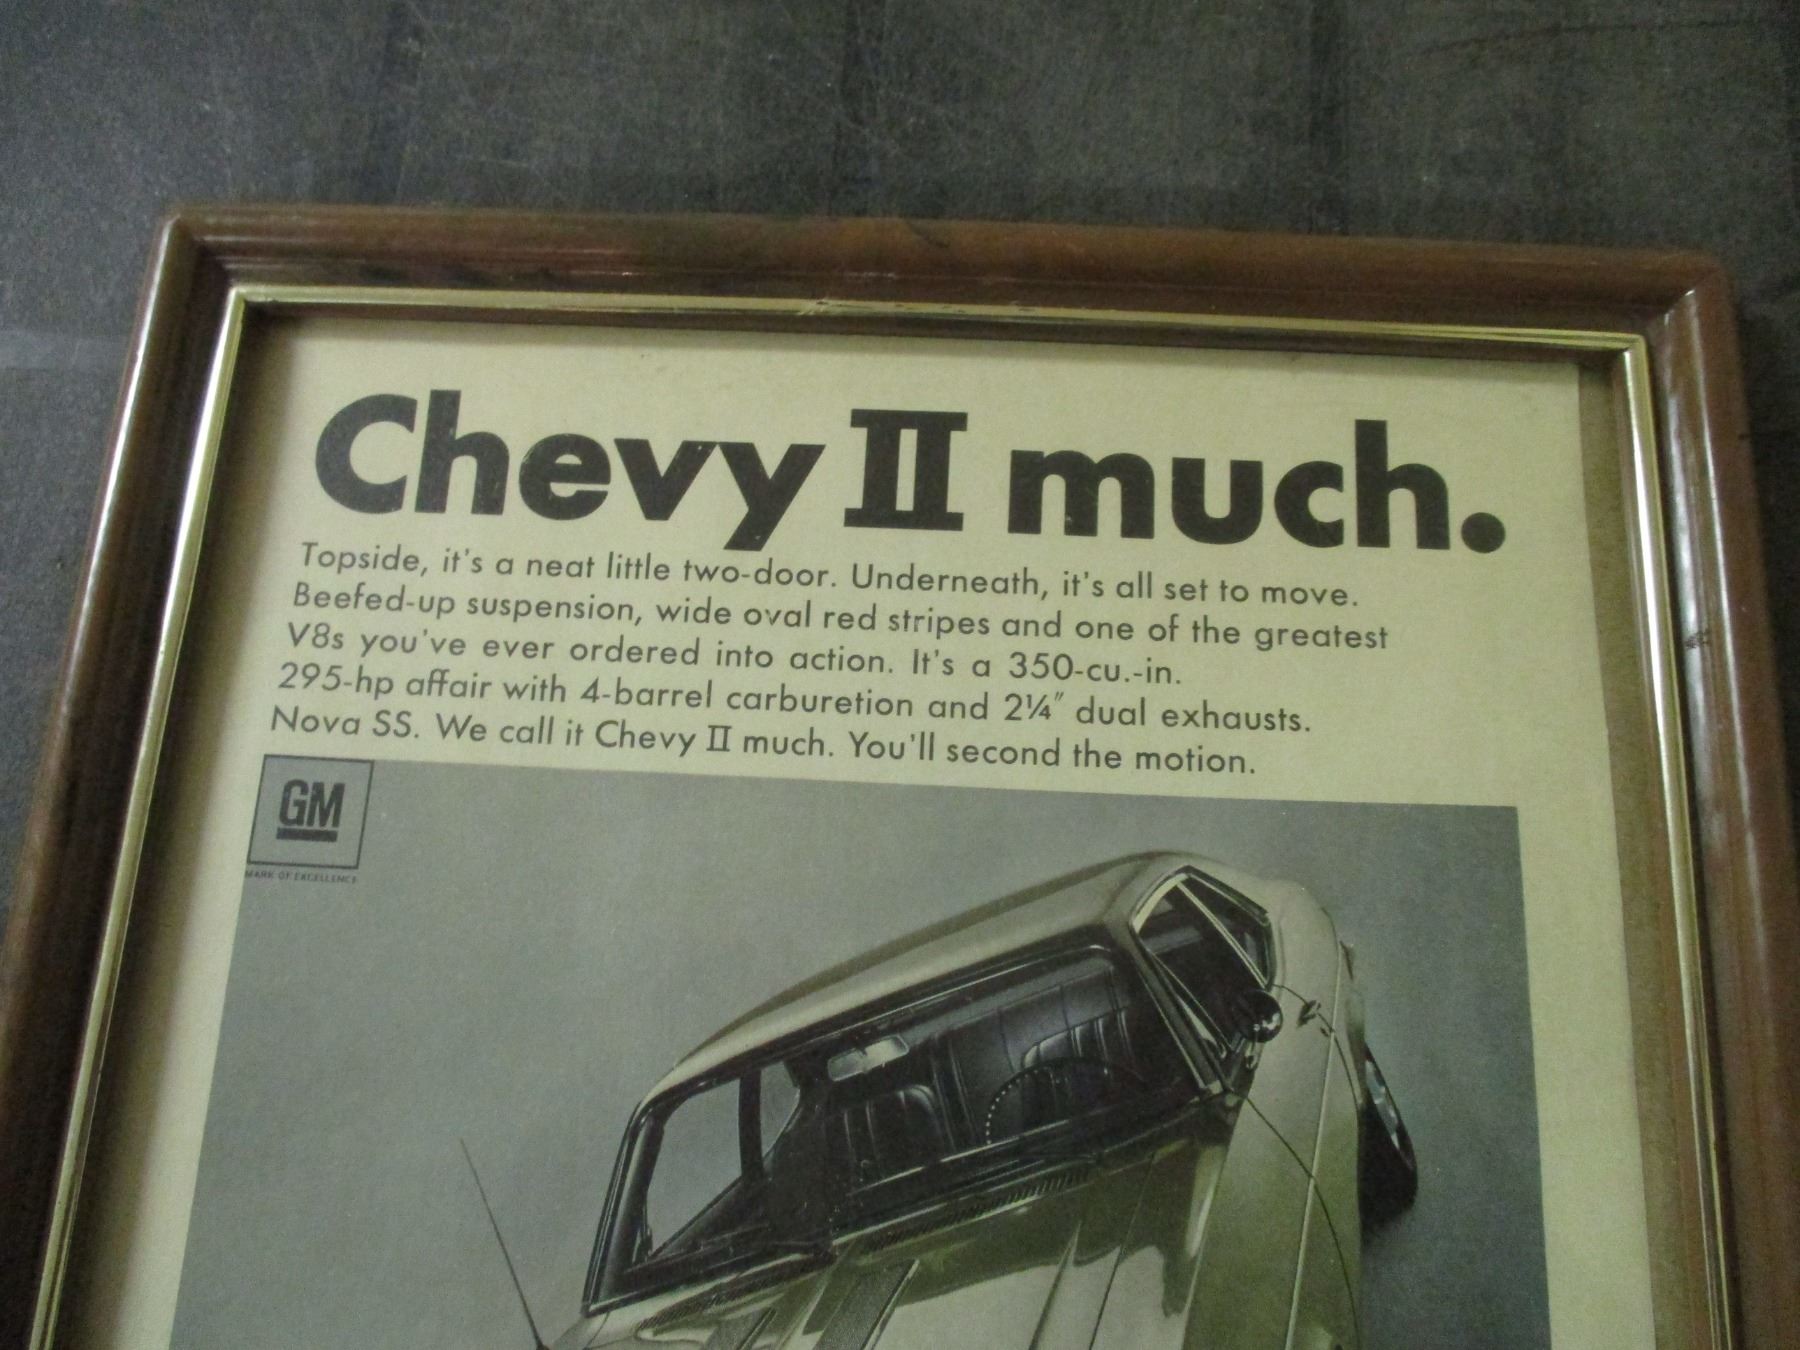 Chevy II much.
Topside, it's a neat little two-door. Underneath, it's all set to move.
Beefed-up suspension, wide oval red stripes and one of the greatest
V8s you've ever ordered into action. It's a 350-cu.-in.
295-hp affair with 4-barrel carburetion and 2¼" dual exhausts.
Nova SS. We call it Chevy II much. You'll second the motion.
GM
MARK OF EXCELLENCE